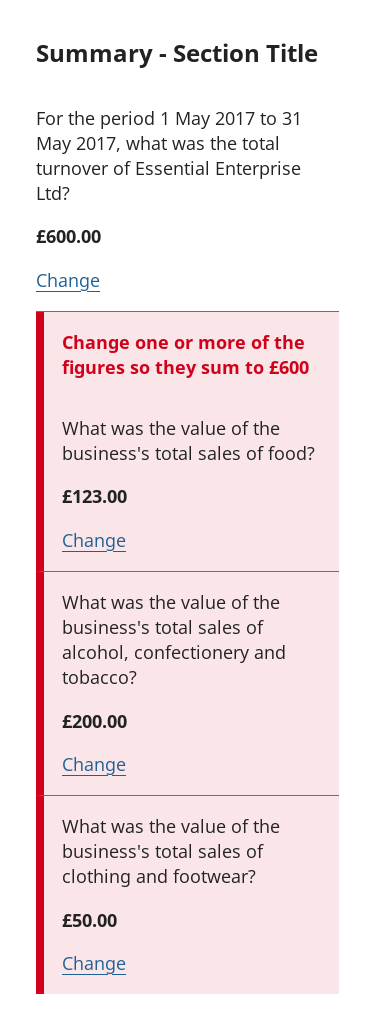 Summary - Section Title
For the period 1 May 2017 to 31
May 2017, what was the total
turnover of Essential Enterprise
Ltd?
£600.00
Change
Change one or more of the
figures so they sum to £600
What was the value of the
business's total sales of food?
£123.00
Change
What was the value of the
business's total sales of
alcohol, confectionery and
tobacco?
£200.00
Change
What was the value of the
business's total sales of
clothing and footwear?
£50.00
Change